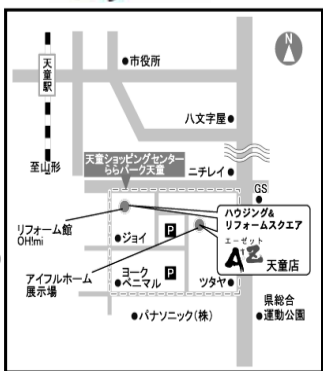 天童駅
●市役所
N
八文字屋●
至山形
天童ショッピングセンター
ららパーク天童
ニチレイ●
GS
リフォーム館
OH!mi
●ジョイ
P
ハウジング&
リフォームスクエア
エーゼット
AZ 天童店
アイフルホーム
展示場
ヨーク
●ベニマル
P
ツタヤ●
●パナソニック(株)
県総合
●運動公園